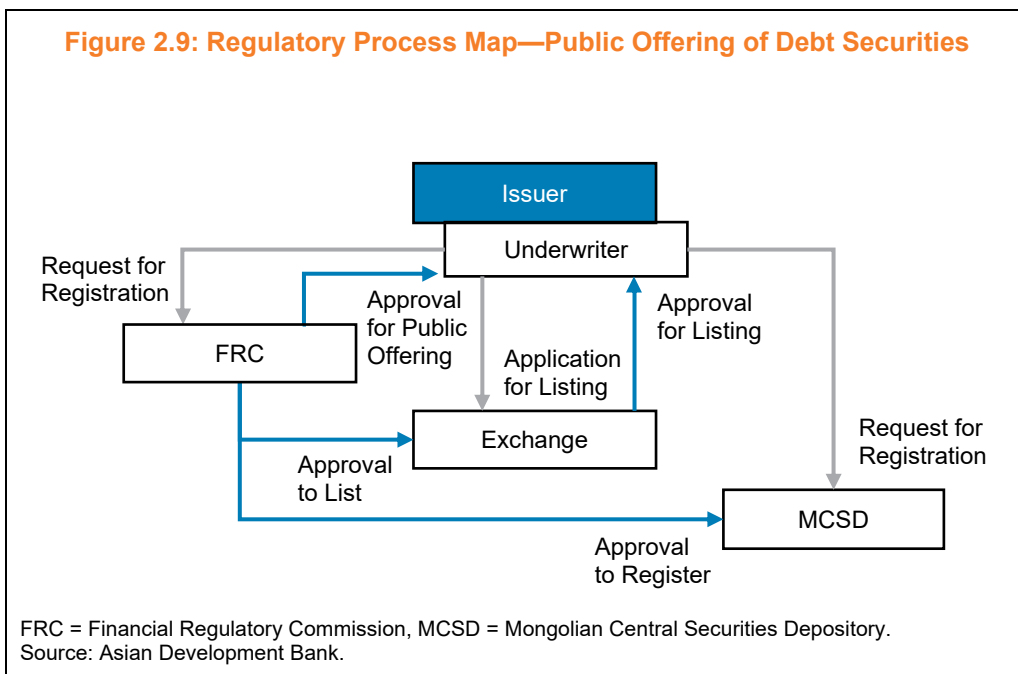 Figure 2.9: Regulatory Process Map—Public Offering of Debt Securities
Issuer
Underwriter
Request for
Registration
Approval
for Public
Offering
Approval
for Listing
FRC
Application
for Listing
Exchange
Request for
Registration
Approval
to List
MCSD
Approval
to Register
FRC = Financial Regulatory Commission, MCSD = Mongolian Central Securities Depository.
Source: Asian Development Bank.